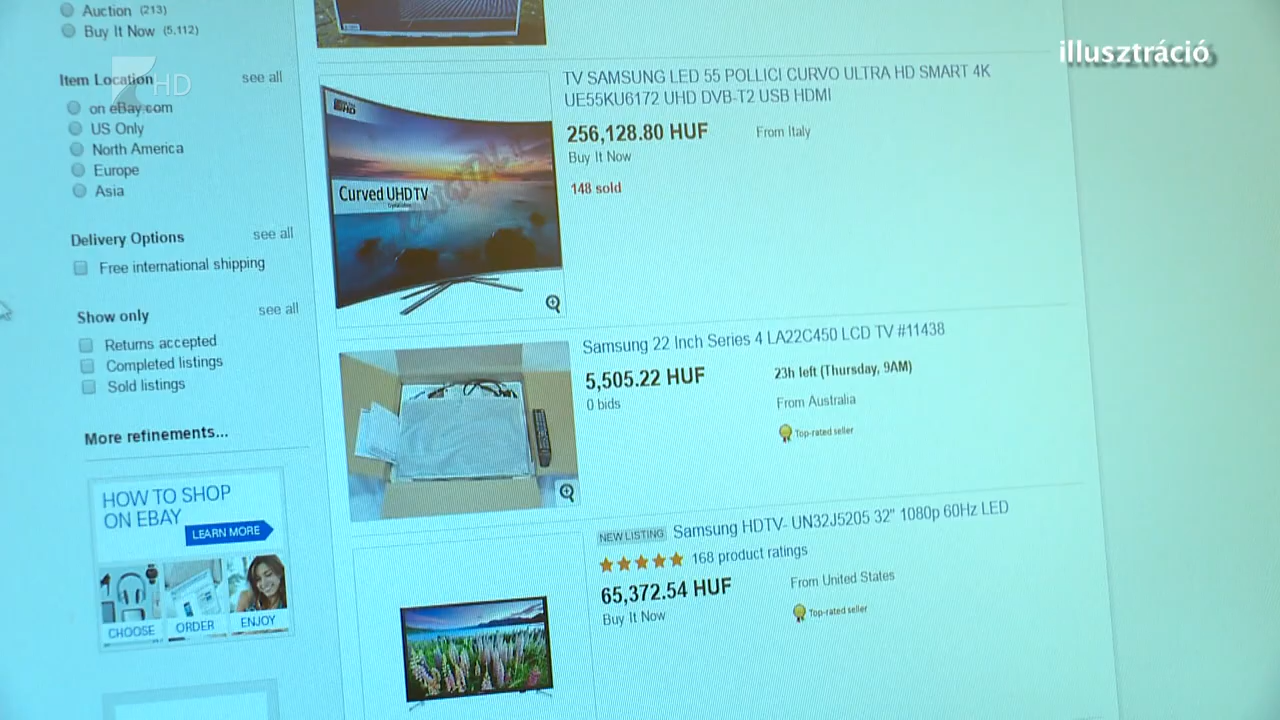 Auction (213)
Buy It Now (5,112)
Item Location see all
on eBay.com
US Only
North America
Europe
Asia
Delivery Options see all
Free international shipping
Show only see all
Returns accepted
Completed listings
Sold listings
More refinements...
HOW TO SHOP
ON EBAY
LEARN MORE
CHOOSE ORDER ENJOY
illusztráció
7 HD
TV SAMSUNG LED 55 POLLICI CURVO ULTRA HD SMART 4K
UE55KU6172 UHD DVB-T2 USB HDMI
256,128.80 HUF From Italy
Buy It Now
148 sold
HD
Curved UHD TV
Samsung 22 Inch Series 4 LA22C450 LCD TV #11438
5,505.22 HUF 23h left (Thursday, 9AM)
0 bids From Australia
Top-rated seller
NEW LISTING Samsung HDTV- UN32J5205 32" 1080p 60Hz LED
168 product ratings
65,372.54 HUF From United States
Buy It Now Top-rated seller